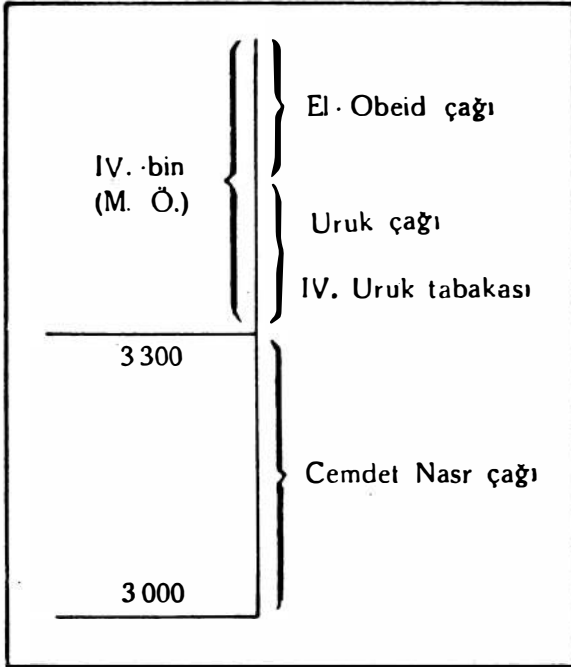 El·Obeid çağı
IV.·bin
(M. Ö.)
Uruk çağı
IV. Uruk tabakası
3 300
Cemdet Nasr çağı
3 000